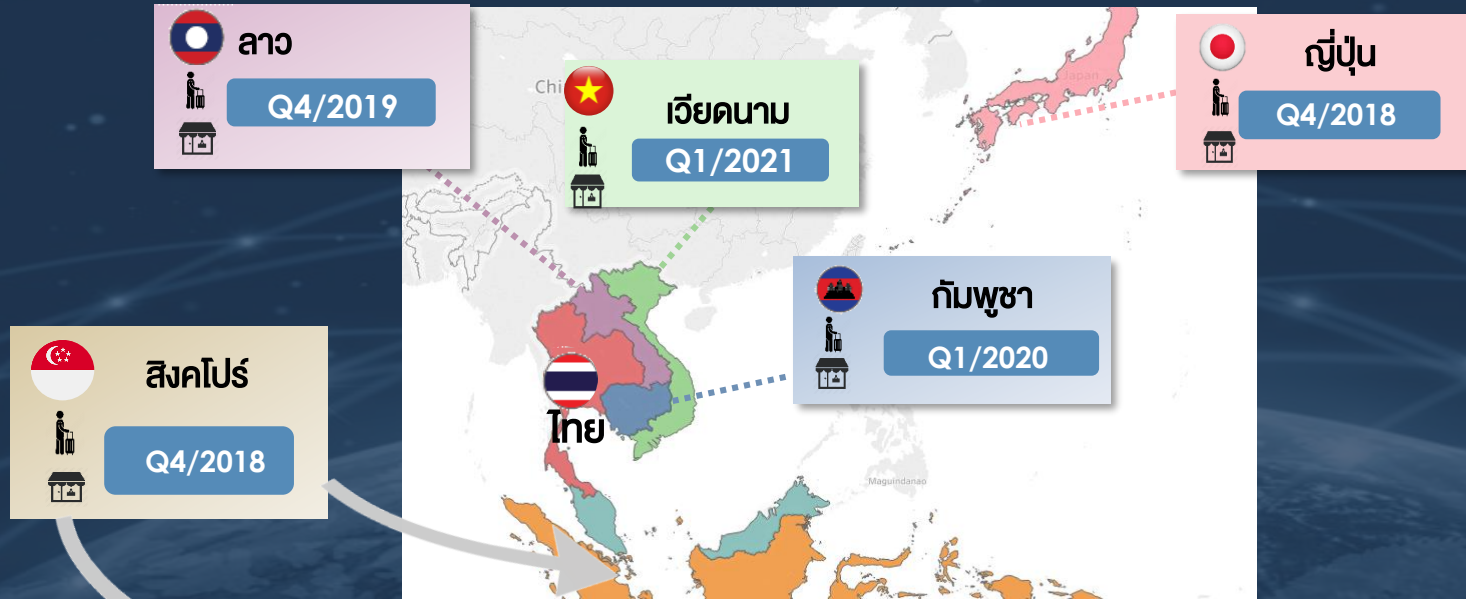 ลาว
Q4/2019
เวียดนาม
Q1/2021
ญี่ปุ่น
Q4/2018
Japan
กัมพูชา
Q1/2020
สิงคโปร์
Q4/2018
ไทย
Maguindanao